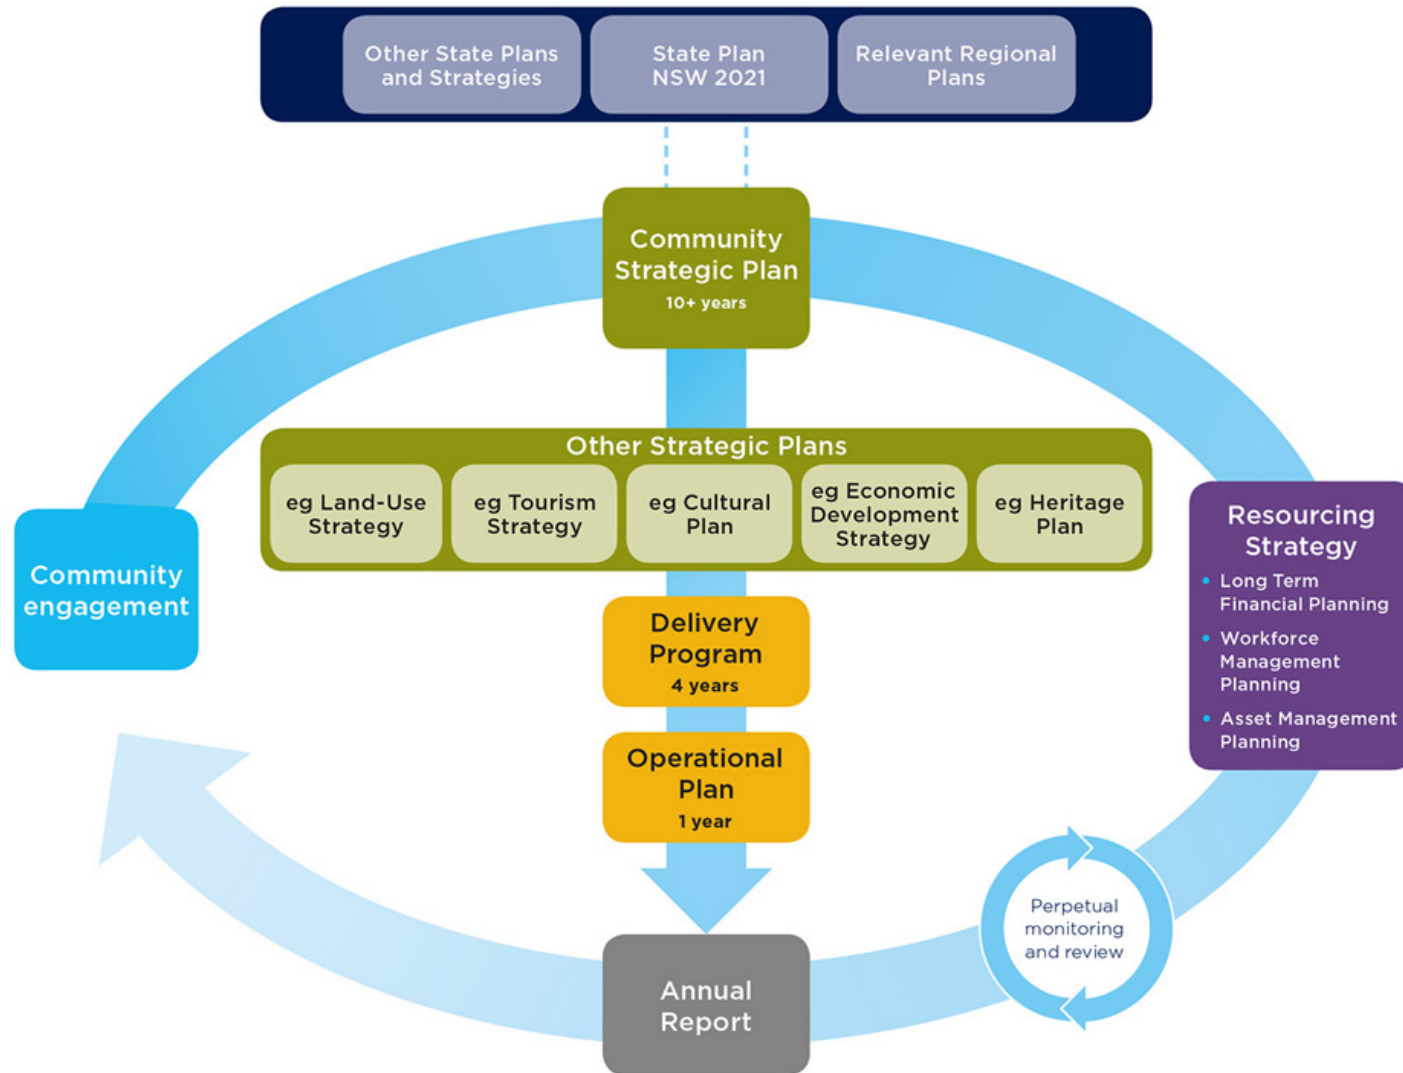 Other State Plans
and Strategies
State Plan
NSW 2021
Relevant Regional
Plans
Community
Strategic Plan
10+ years
Other Strategic Plans
eg Land-Use
Strategy
eg Tourism
Strategy
eg Cultural
Plan
eg Economic
Development
Strategy
eg Heritage
Plan
Community
engagement
Resourcing
Strategy
• Long Term
Financial Planning
• Workforce
Management
Planning
• Asset Management
Planning
Delivery
Program
4 years
Operational
Plan
1 year
Perpetual
monitoring
and review
Annual
Report